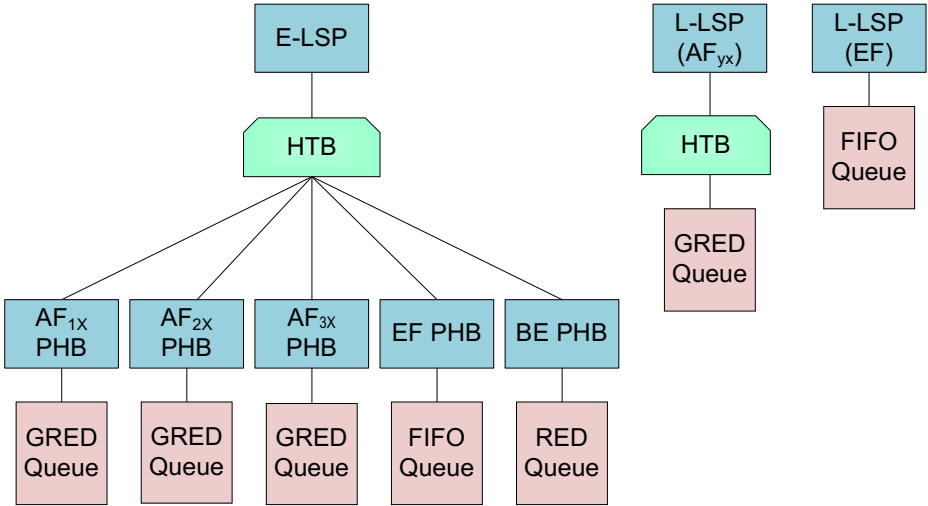 E-LSP
L-LSP
(AFyx)
L-LSP
(EF)
HTB
HTB
FIFO
Queue
GRED
Queue
AF1X
PHB
AF2X
PHB
AF3X
PHB
EF PHB
BE PHB
GRED
Queue
GRED
Queue
GRED
Queue
FIFO
Queue
RED
Queue